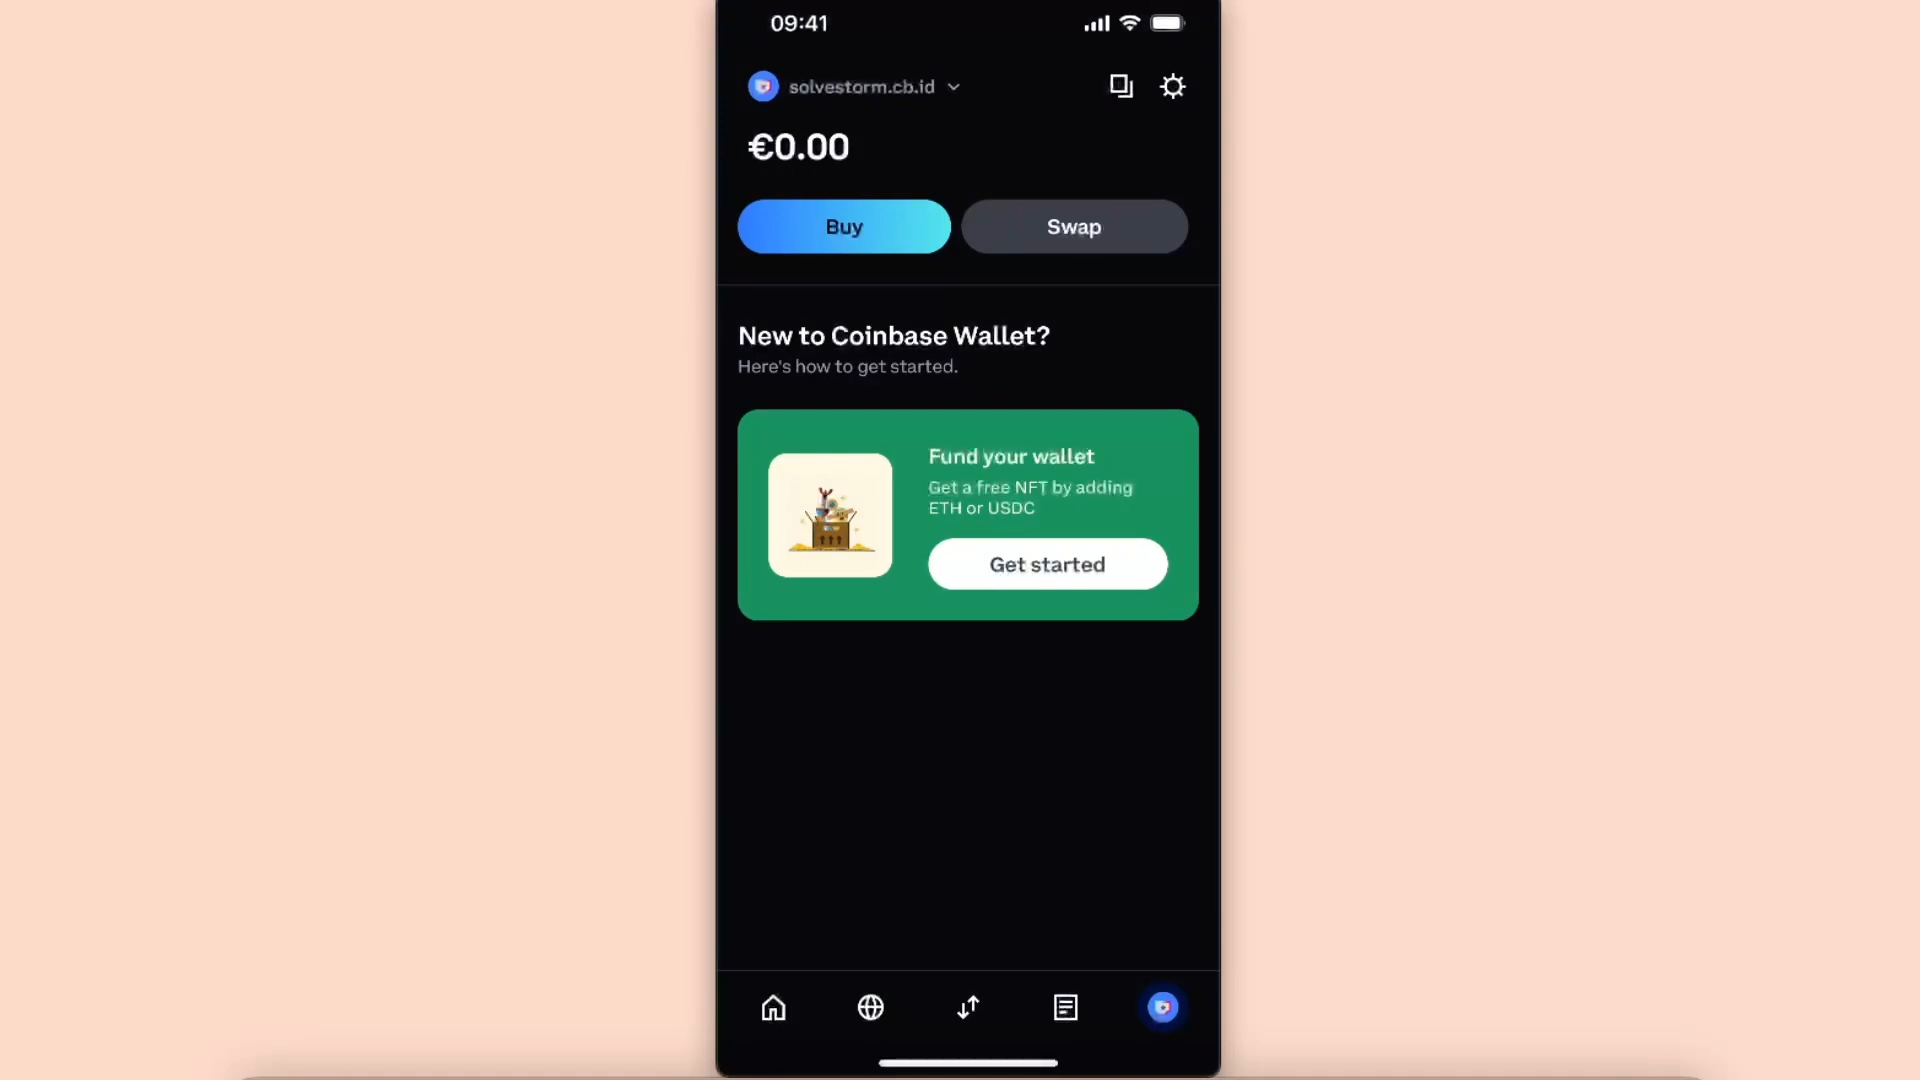 09:41
solvestorm.cb.id
€0.00
Buy
Swap
New to Coinbase Wallet?
Here's how to get started.
Fund your wallet
Get a free NFT by adding
ETH or USDC
Get started